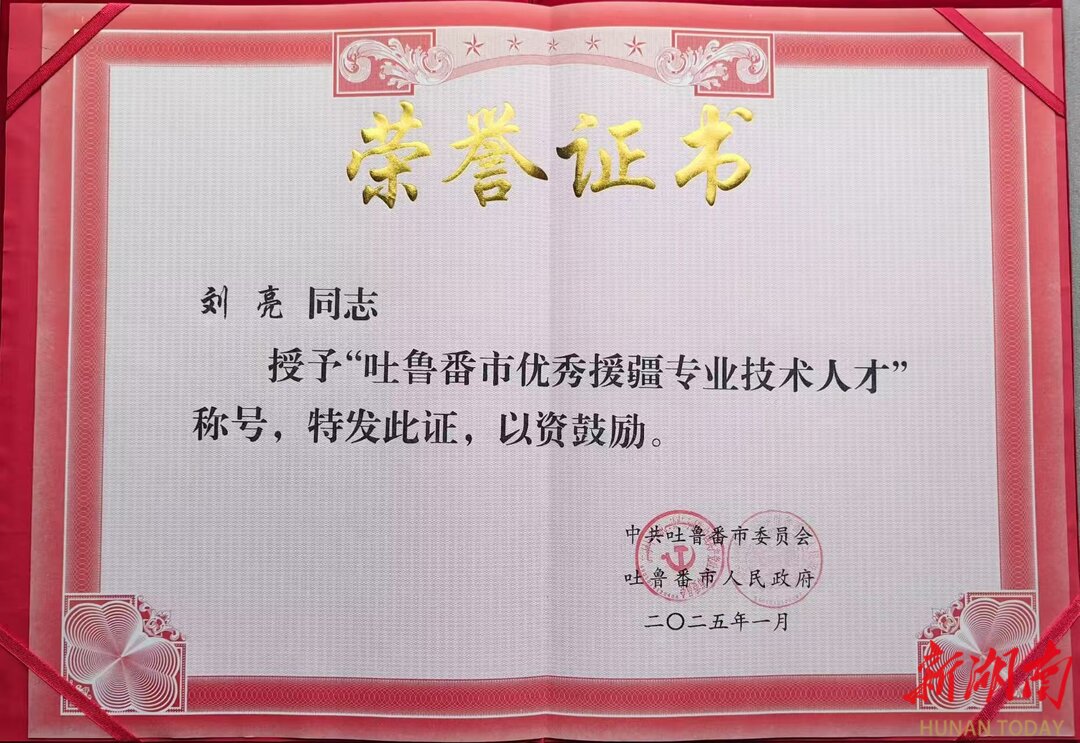 荣誉证书
刘亮同志
授予“吐鲁番市优秀援疆专业技术人才”
称号，特发此证，以资鼓励。
中共吐鲁番市委员会
吐鲁番市人民政府
二〇二五年一月
新湖南
HUNAN TODAY